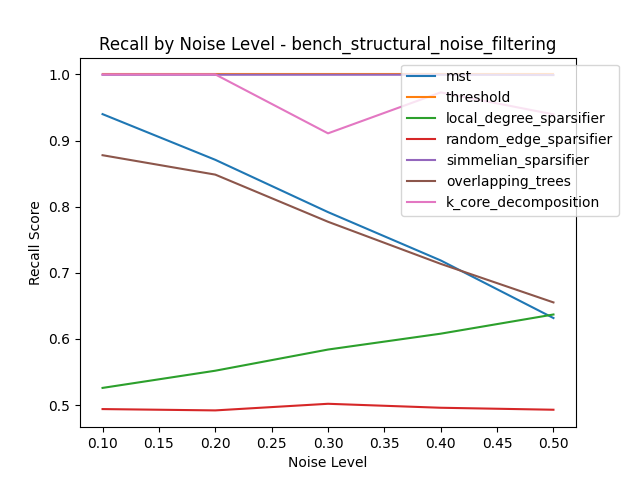 Recall by Noise Level - bench_structural_noise_filtering
1.0
0.9
0.8
0.7
0.6
0.5
Recall Score
mst
threshold
local_degree_sparsifier
random_edge_sparsifier
simmelian_sparsifier
overlapping_trees
k_core_decomposition
0.10 0.15 0.20 0.25 0.30 0.35 0.40 0.45 0.50
Noise Level